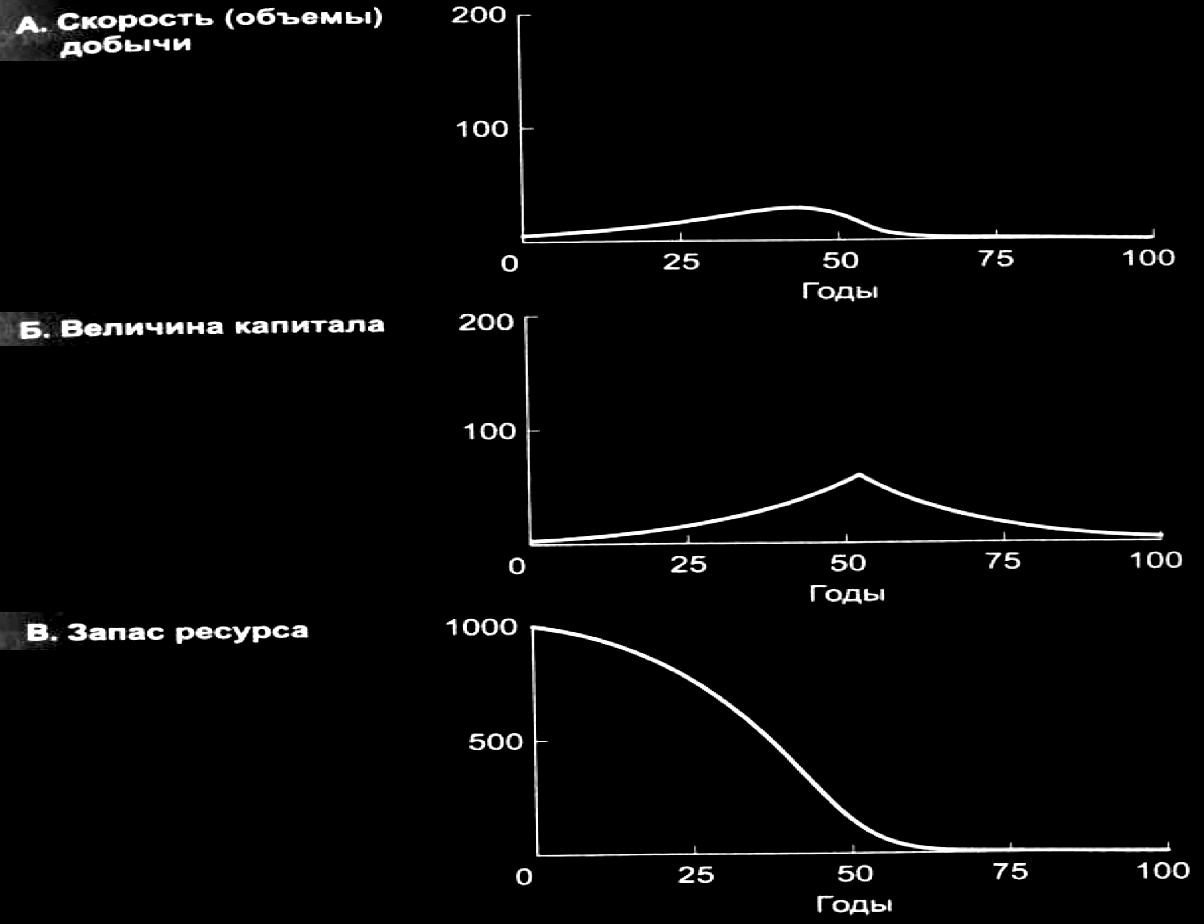 А. Скорость (объемы)
добычи
200
100
0 25 50 75 100
Годы
Б. Величина капитала
200
100
0 25 50 75 100
Годы
В. Запас ресурса
1000
500
0 25 50 75 100
Годы